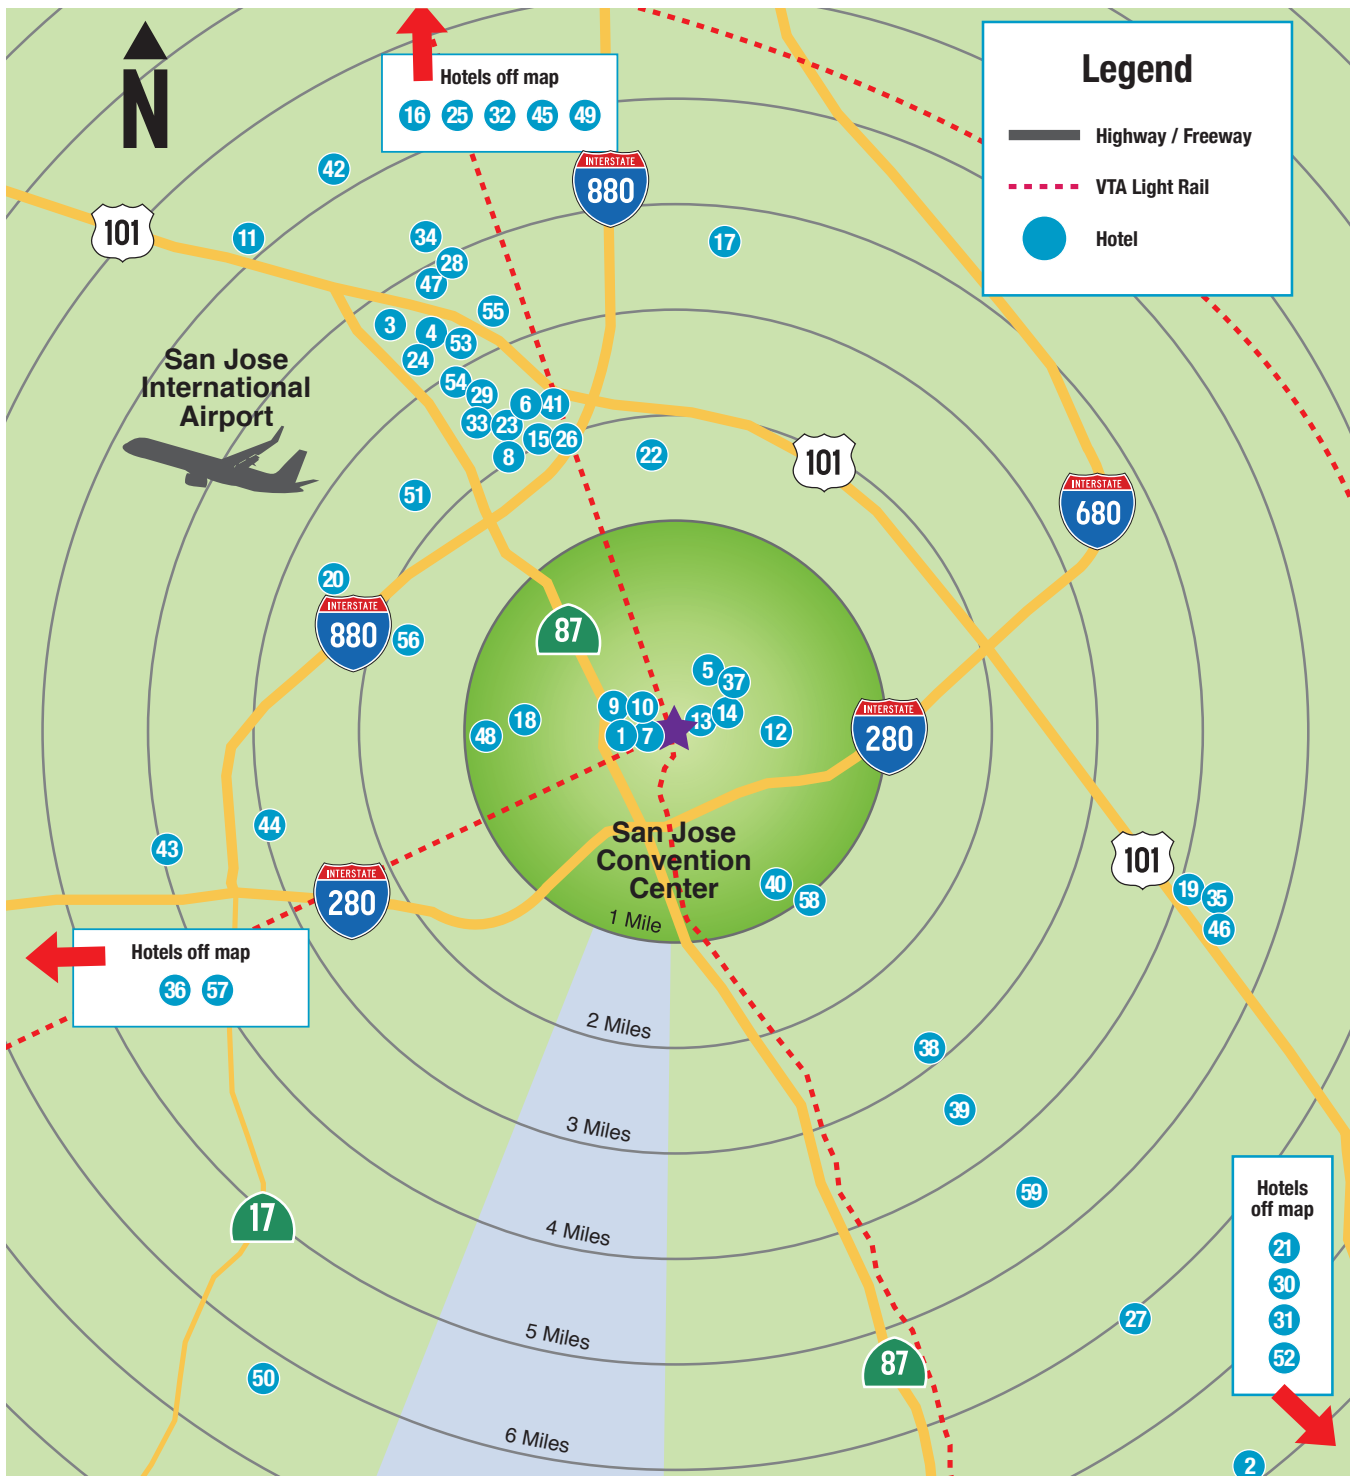 N
Hotels off map
16 25 32 45 49
Legend
Highway / Freeway
VTA Light Rail
Hotel
42
INTERSTATE
880
101
11
34
17
28
47
55
3
4
53
24
San Jose
International
Airport
54
29
6
41
33
23
15
26
8
22
101
51
INTERSTATE
680
20
INTERSTATE
880
56
87
5
37
9
10
13
14
18
48
1
7
12
INTERSTATE
280
44
43
San Jose
Convention
Center
101
INTERSTATE
280
40
58
19
35
46
1 Mile
Hotels off map
36 57
2 Miles
38
39
3 Miles
59
17
4 Miles
Hotels
off map
21
30
31
52
5 Miles
27
87
50
6 Miles
2